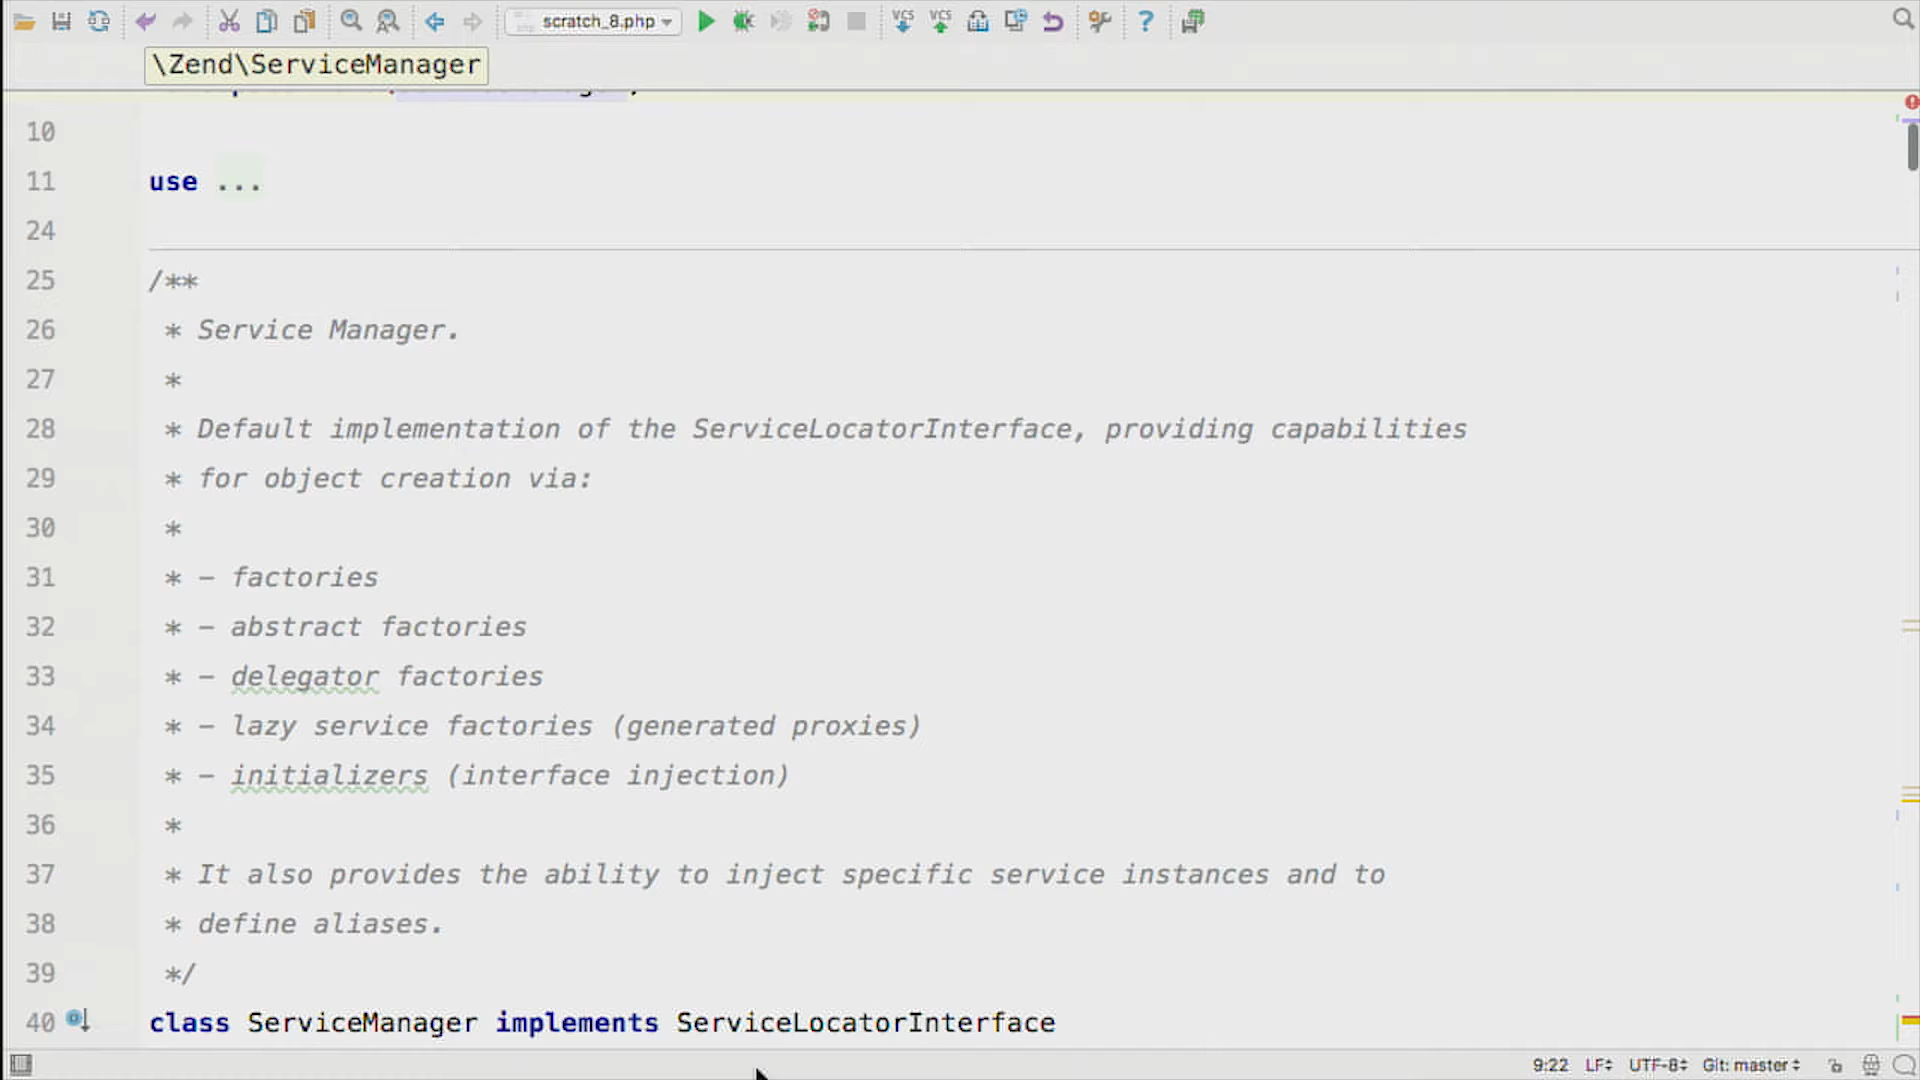 scratch_8.php
VCS VCS
\Zend\ServiceManager
10
11 use ...
24
25 /**
26 * Service Manager.
27 *
28 * Default implementation of the ServiceLocatorInterface, providing capabilities
29 * for object creation via:
30 *
31 * - factories
32 * - abstract factories
33 * - delegator factories
34 * - lazy service factories (generated proxies)
35 * - initializers (interface injection)
36 *
37 * It also provides the ability to inject specific service instances and to
38 * define aliases.
39 */
40 class ServiceManager implements ServiceLocatorInterface
9:22 LF UTF-8 Git: master